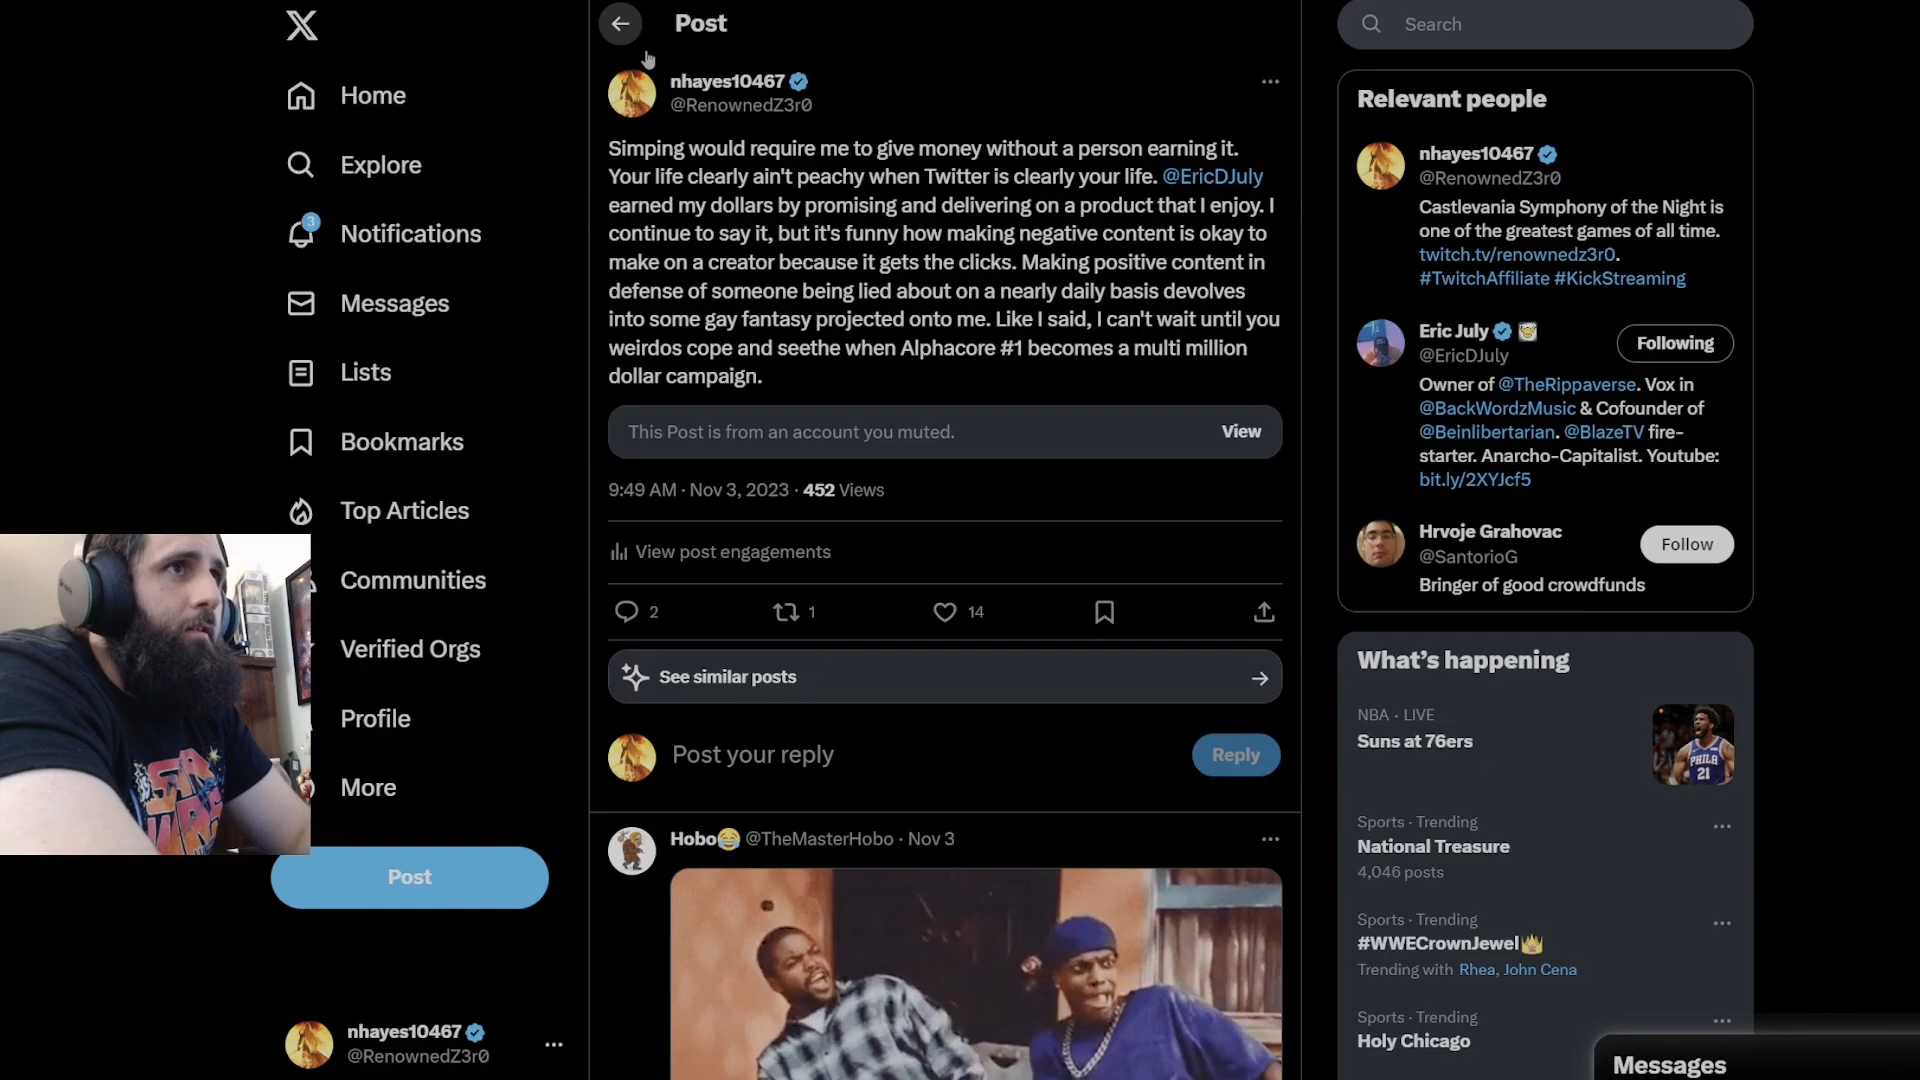 X
Home
Explore
3
Notifications
Messages
Lists
Bookmarks
Top Articles
Communities
Verified Orgs
Profile
More
Post
nhayes10467
@RenownedZ3r0
Post
nhayes10467
@RenownedZ3r0
Simping would require me to give money without a person earning it.
Your life clearly ain't peachy when Twitter is clearly your life. @EricDJuly
earned my dollars by promising and delivering on a product that I enjoy. I
continue to say it, but it's funny how making negative content is okay to
make on a creator because it gets the clicks. Making positive content in
defense of someone being lied about on a nearly daily basis devolves
into some gay fantasy projected onto me. Like I said, I can't wait until you
weirdos cope and seethe when Alphacore #1 becomes a multi million
dollar campaign.
This Post is from an account you muted.
View
9:49 AM · Nov 3, 2023 · 452 Views
View post engagements
2
1
14
See similar posts
Post your reply
Reply
Hobo😂 @TheMasterHobo · Nov 3
Search
Relevant people
nhayes10467
@RenownedZ3r0
Castlevania Symphony of the Night is
one of the greatest games of all time.
twitch.tv/renownedz3r0.
#TwitchAffiliate #KickStreaming
Eric July
@EricDJuly
Following
Owner of @TheRippaverse. Vox in
@BackWordzMusic & Cofounder of
@Beinlibertarian. @BlazeTV fire-
starter. Anarcho-Capitalist. Youtube:
bit.ly/2XYJcf5
Hrvoje Grahovac
@SantorioG
Follow
Bringer of good crowdfunds
What's happening
NBA · LIVE
Suns at 76ers
PHILA
21
Sports · Trending
National Treasure
4,046 posts
Sports · Trending
#WWECrownJewel👑
Trending with Rhea, John Cena
Sports · Trending
Holy Chicago
Messages